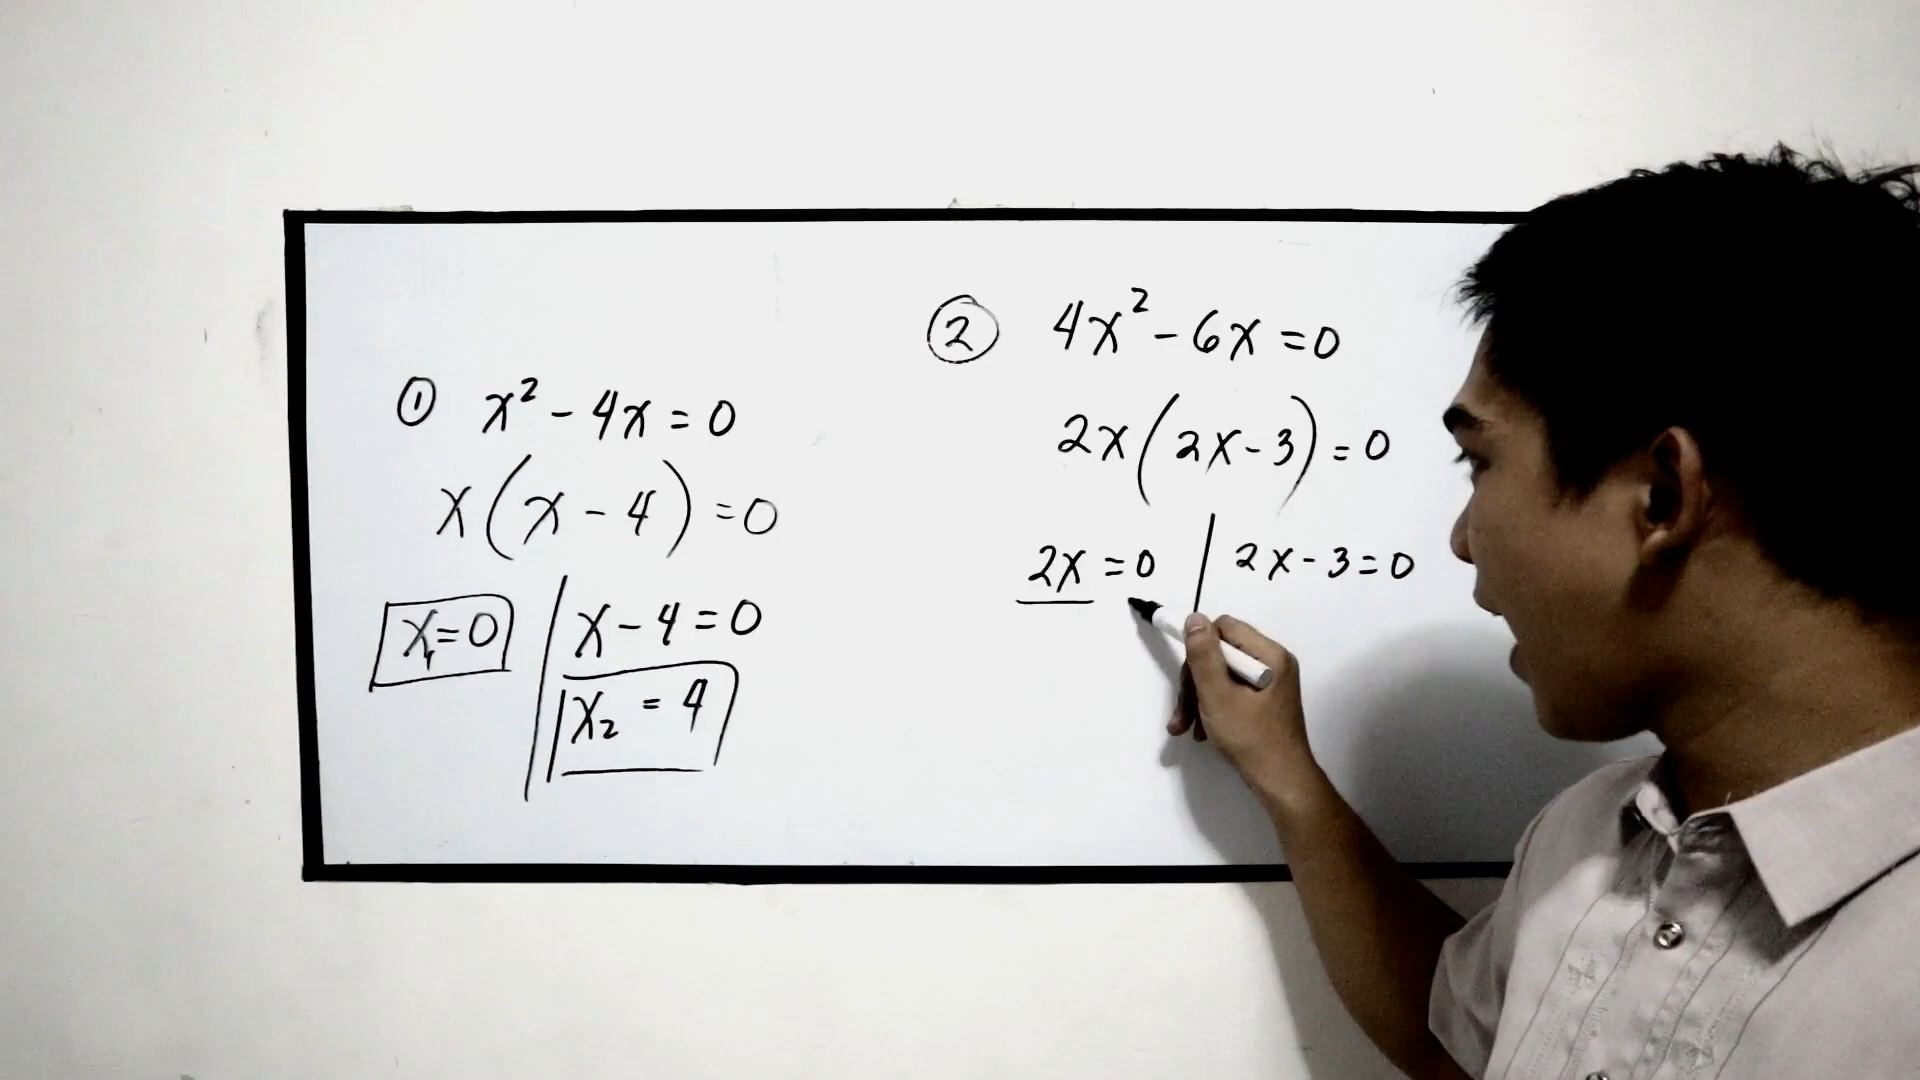 ① x² - 4x = 0
x(x - 4) = 0
x₁ = 0 | x - 4 = 0
x₂ = 4
② 4x² - 6x = 0
2x(2x - 3) = 0
2x = 0 | 2x - 3 = 0